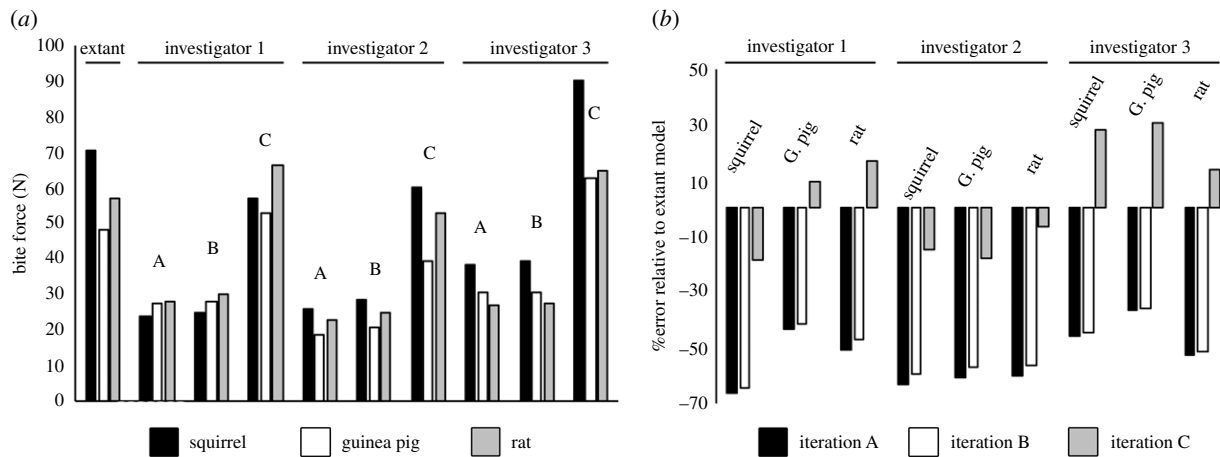 (a)
extant investigator 1 investigator 2 investigator 3
100
90
80
70
60
50
40
30
20
10
0
bite force (N)
A B C
A B C
A B C
squirrel guinea pig rat
(b)
investigator 1 investigator 2 investigator 3
50
30
10
–10
–30
–50
–70
%error relative to extant model
squirrel G. pig rat
squirrel G. pig rat
squirrel G. pig rat
iteration A iteration B iteration C